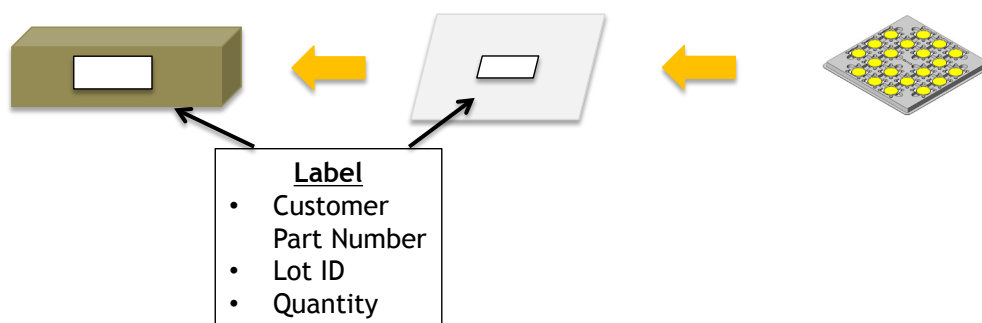 Label
• Customer
Part Number
• Lot ID
• Quantity